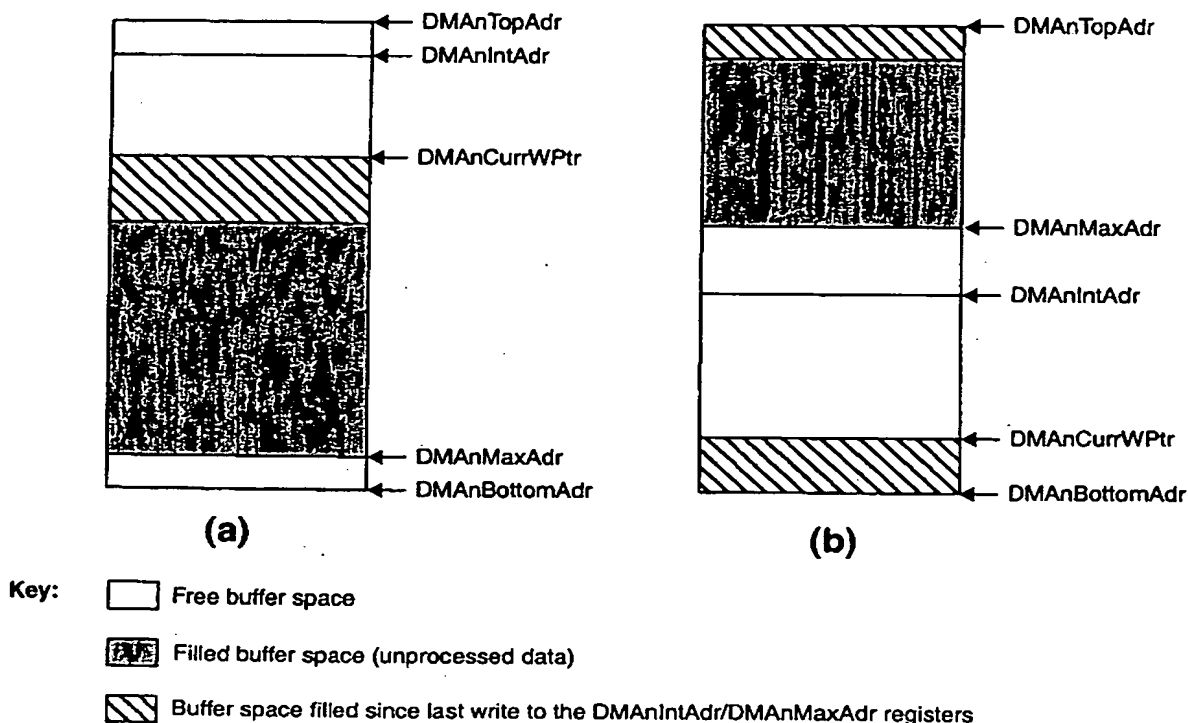 DMAnTopAdr
DMAnIntAdr
DMAnCurrWPtr
DMAnMaxAdr
DMAnBottomAdr
(a)
DMAnTopAdr
DMAnMaxAdr
DMAnIntAdr
DMAnCurrWPtr
DMAnBottomAdr
(b)
Key:
Free buffer space
Filled buffer space (unprocessed data)
Buffer space filled since last write to the DMAnIntAdr/DMAnMaxAdr registers